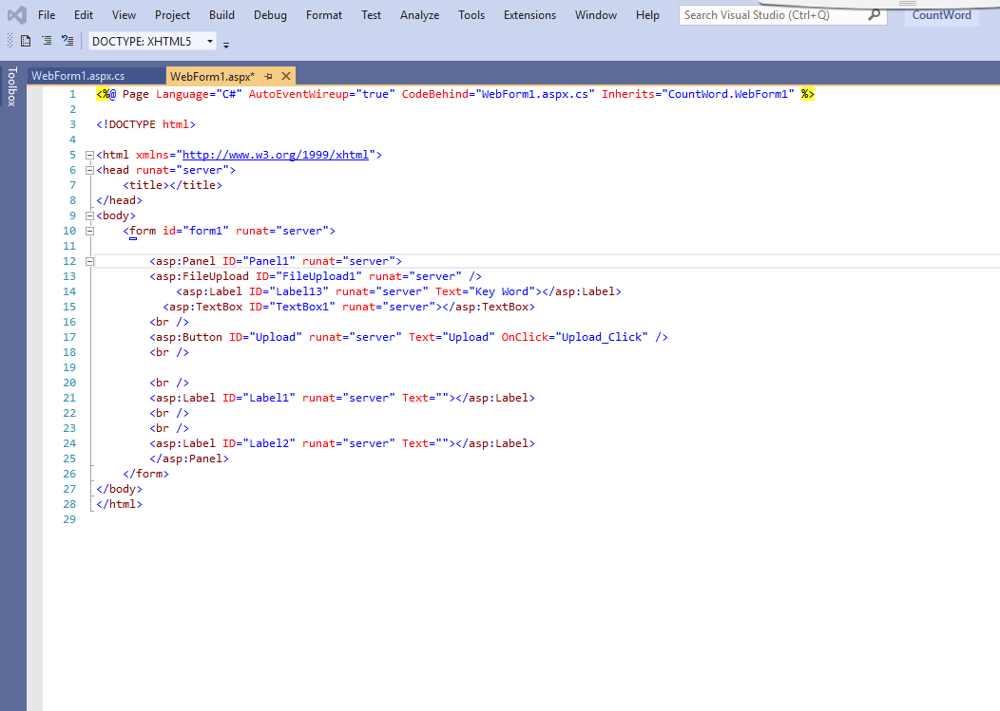 File Edit View Project Build Debug Format Test Analyze Tools Extensions Window Help Search Visual Studio (Ctrl+Q) CountWord
DOCTYPE: XHTML5
Toolbox
WebForm1.aspx.cs WebForm1.aspx*
1 <%@ Page Language="C#" AutoEventWireup="true" CodeBehind="WebForm1.aspx.cs" Inherits="CountWord.WebForm1" %>
2
3 <!DOCTYPE html>
4
5 <html xmlns="http://www.w3.org/1999/xhtml">
6 <head runat="server">
7 <title></title>
8 </head>
9 <body>
10 <form id="form1" runat="server">
11
12 <asp:Panel ID="Panel1" runat="server">
13 <asp:FileUpload ID="FileUpload1" runat="server" />
14 <asp:Label ID="Label13" runat="server" Text="Key Word"></asp:Label>
15 <asp:TextBox ID="TextBox1" runat="server"></asp:TextBox>
16 <br />
17 <asp:Button ID="Upload" runat="server" Text="Upload" OnClick="Upload_Click" />
18 <br />
19
20 <br />
21 <asp:Label ID="Label1" runat="server" Text=""></asp:Label>
22 <br />
23 <br />
24 <asp:Label ID="Label2" runat="server" Text=""></asp:Label>
25 </asp:Panel>
26 </form>
27 </body>
28 </html>
29